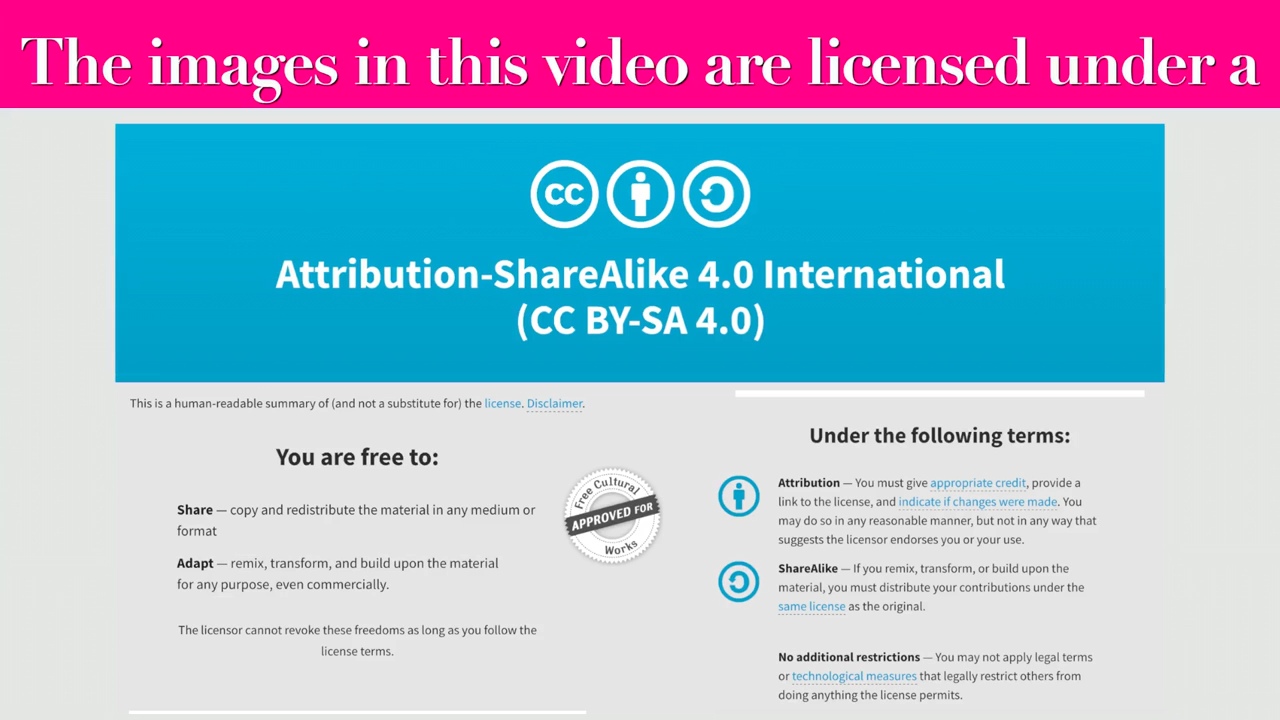 The images in this video are licensed under a
cc
Attribution-ShareAlike 4.0 International
(CC BY-SA 4.0)
This is a human-readable summary of (and not a substitute for) the license. Disclaimer.
You are free to:
Share — copy and redistribute the material in any medium or
format
Adapt — remix, transform, and build upon the material
for any purpose, even commercially.
The licensor cannot revoke these freedoms as long as you follow the
license terms.
Free Cultural
APPROVED FOR
Works
Under the following terms:
Attribution — You must give appropriate credit, provide a
link to the license, and indicate if changes were made. You
may do so in any reasonable manner, but not in any way that
suggests the licensor endorses you or your use.
ShareAlike — If you remix, transform, or build upon the
material, you must distribute your contributions under the
same license as the original.
No additional restrictions — You may not apply legal terms
or technological measures that legally restrict others from
doing anything the license permits.